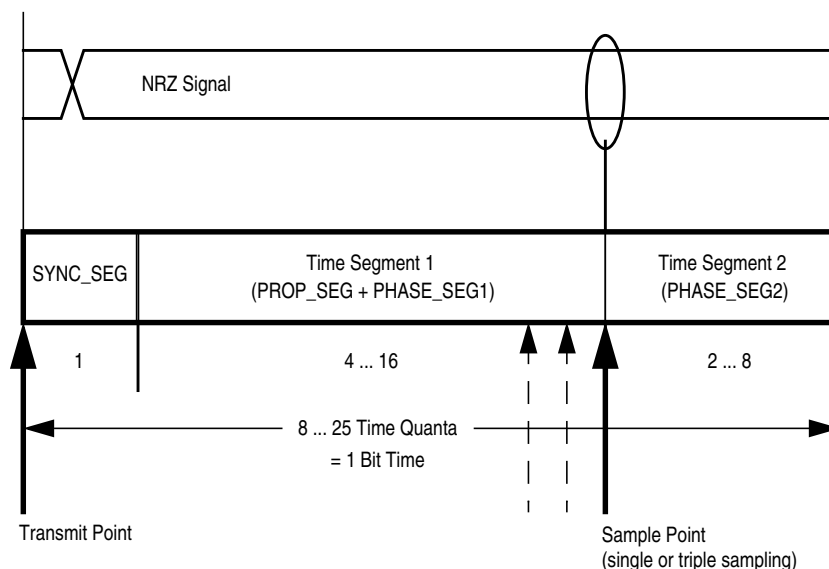 NRZ Signal
SYNC_SEG
Time Segment 1
(PROP_SEG + PHASE_SEG1)
Time Segment 2
(PHASE_SEG2)
1
4 ... 16
2 ... 8
8 ... 25 Time Quanta
= 1 Bit Time
Transmit Point
Sample Point
(single or triple sampling)